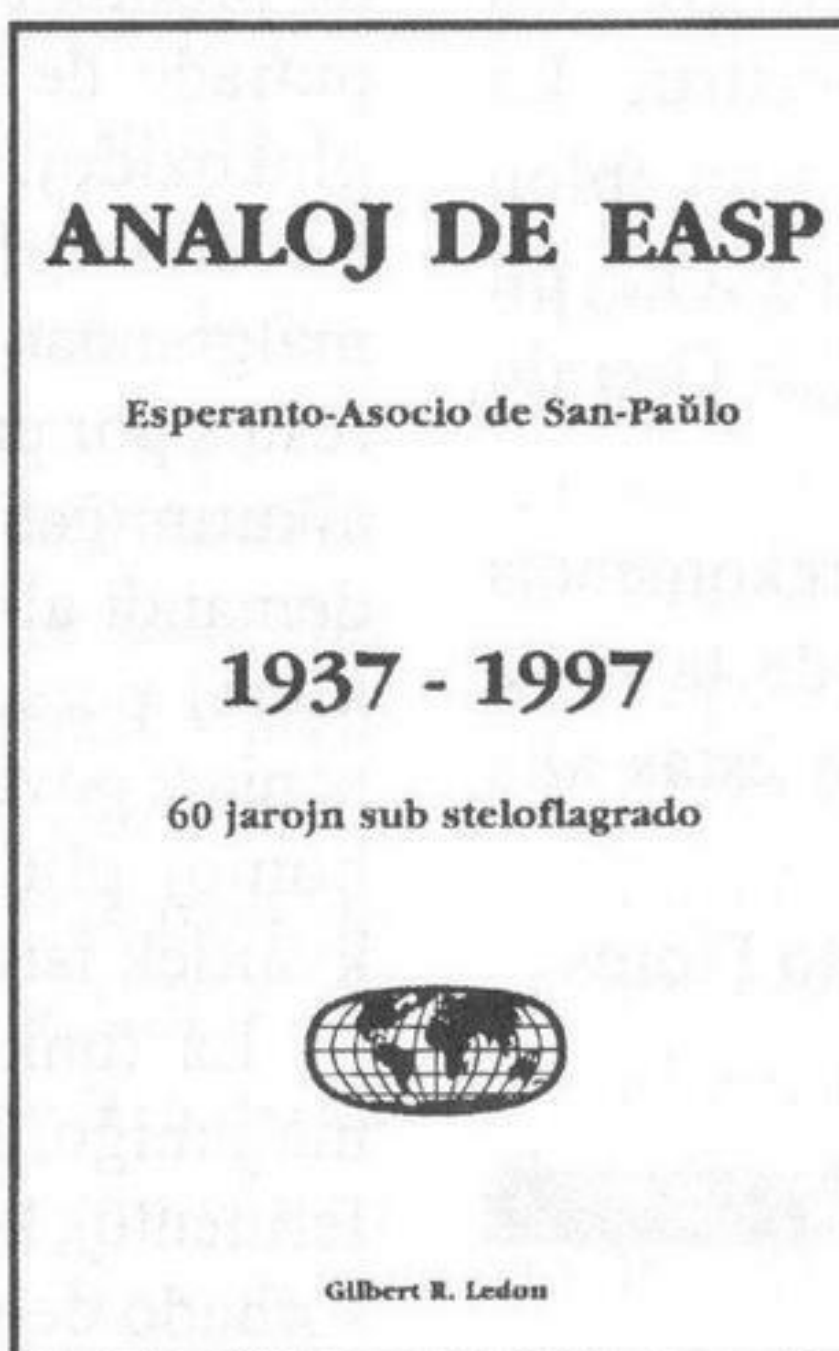 ANALOJ DE EASP
Esperanto-Asocio de San-Paŭlo
1937 - 1997
60 jarojn sub steloflagrado
Gilbert R. Ledon